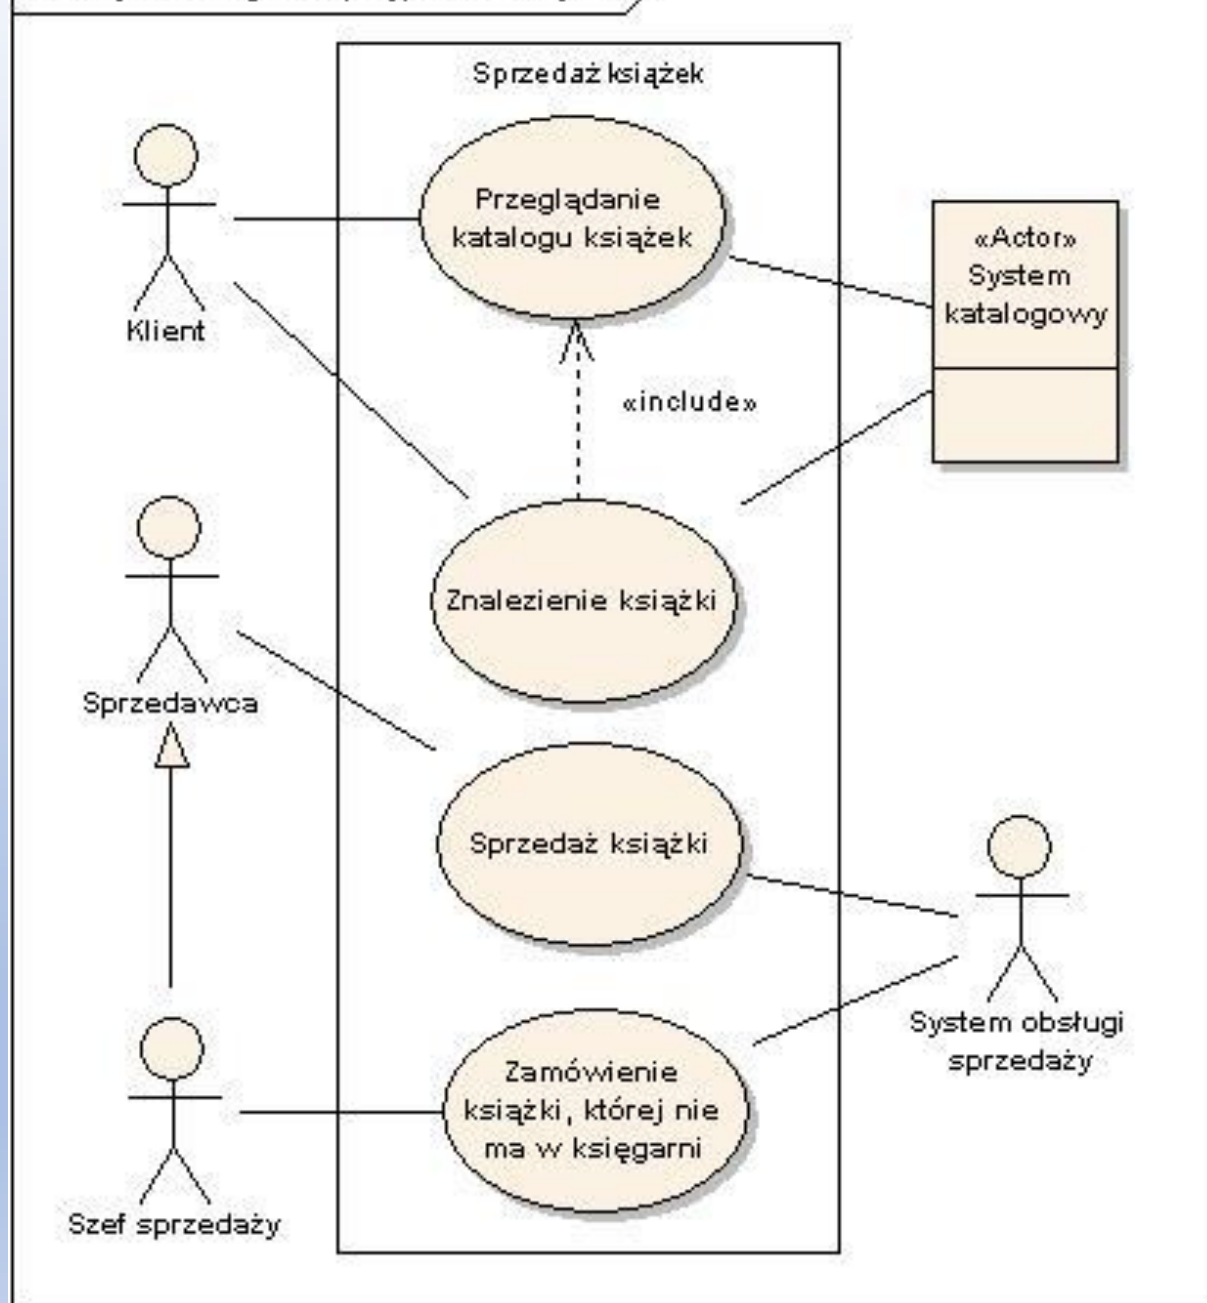 Sprzedaż książek
Przeglądanie
katalogu książek
«Actor»
System
katalogowy
Klient
«include»
Znalezienie książki
Sprzedawca
Sprzedaż książki
System obsługi
sprzedaży
Zamówienie
książki, której nie
ma w księgarni
Szef sprzedaży